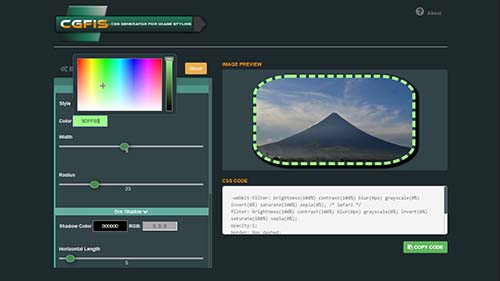 CGFIS CSS GENERATOR FOR IMAGE STYLING
About
Reset
Style
Color 9DFF8B
Width
Radius
23
Box Shadow
Shadow Color 000000 RGB: 0, 0, 0
Horizontal Length
5
IMAGE PREVIEW
CSS CODE
-webkit-filter: brightness(100%) contrast(100%) blur(0px) grayscale(0%)
invert(0%) saturate(100%) sepia(0%); /* Safari */
filter: brightness(100%) contrast(100%) blur(0px) grayscale(0%) invert(0%)
saturate(100%) sepia(0%);
opacity:1;
border: 5px dashed
COPY CODE